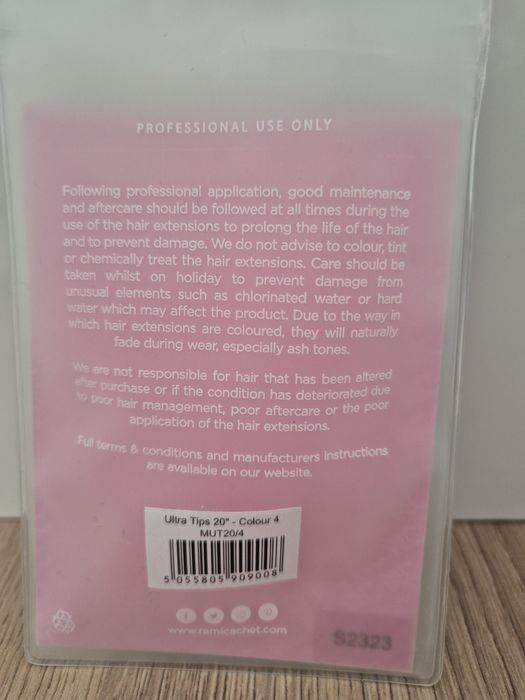 PROFESSIONAL USE ONLY
Following professional application, good maintenance
and aftercare should be followed at all times during the
use of the hair extensions to prolong the life of the hair
and to prevent damage. We do not advise to colour, tint
or chemically treat the hair extensions. Care should be
taken whilst on holiday to prevent damage from
unusual elements such as chlorinated water or hard
water which may affect the product. Due to the way in
which hair extensions are coloured, they will naturally
fade during wear, especially ash tones.
We are not responsible for hair that has been altered
after purchase or if the condition has deteriorated due
to poor hair management, poor aftercare or the poor
application of the hair extensions.
Full terms & conditions and manufacturers instructions
are available on our website.
Ultra Tips 20" - Colour 4
MUT20/4
5 055805 909008
www.remicachet.com
S2323